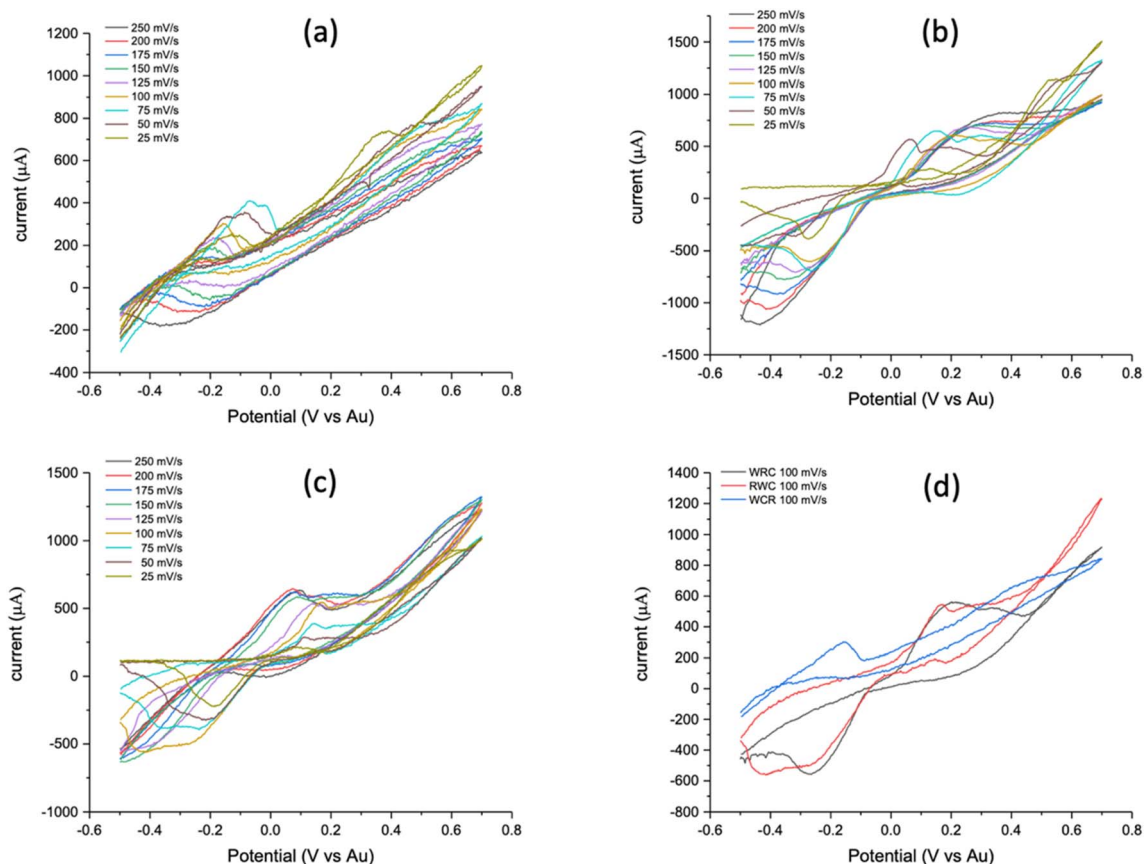 (a)
250 mV/s
200 mV/s
175 mV/s
150 mV/s
125 mV/s
100 mV/s
75 mV/s
50 mV/s
25 mV/s
1200
1000
800
600
400
200
0
-200
-400
current (µA)
-0.6 -0.4 -0.2 0.0 0.2 0.4 0.6 0.8
Potential (V vs Au)
(b)
250 mV/s
200 mV/s
175 mV/s
150 mV/s
125 mV/s
100 mV/s
75 mV/s
50 mV/s
25 mV/s
1500
1000
500
0
-500
-1000
-1500
current (µA)
-0.6 -0.4 -0.2 0.0 0.2 0.4 0.6 0.8
Potential (V vs Au)
(c)
250 mV/s
200 mV/s
175 mV/s
150 mV/s
125 mV/s
100 mV/s
75 mV/s
50 mV/s
25 mV/s
1500
1000
500
0
-500
-1000
current (µA)
-0.6 -0.4 -0.2 0.0 0.2 0.4 0.6 0.8
Potential (V vs Au)
(d)
WRC 100 mV/s
RWC 100 mV/s
WCR 100 mV/s
1400
1200
1000
800
600
400
200
0
-200
-400
-600
-800
current (µA)
-0.6 -0.4 -0.2 0.0 0.2 0.4 0.6 0.8
Potential (V vs Au)